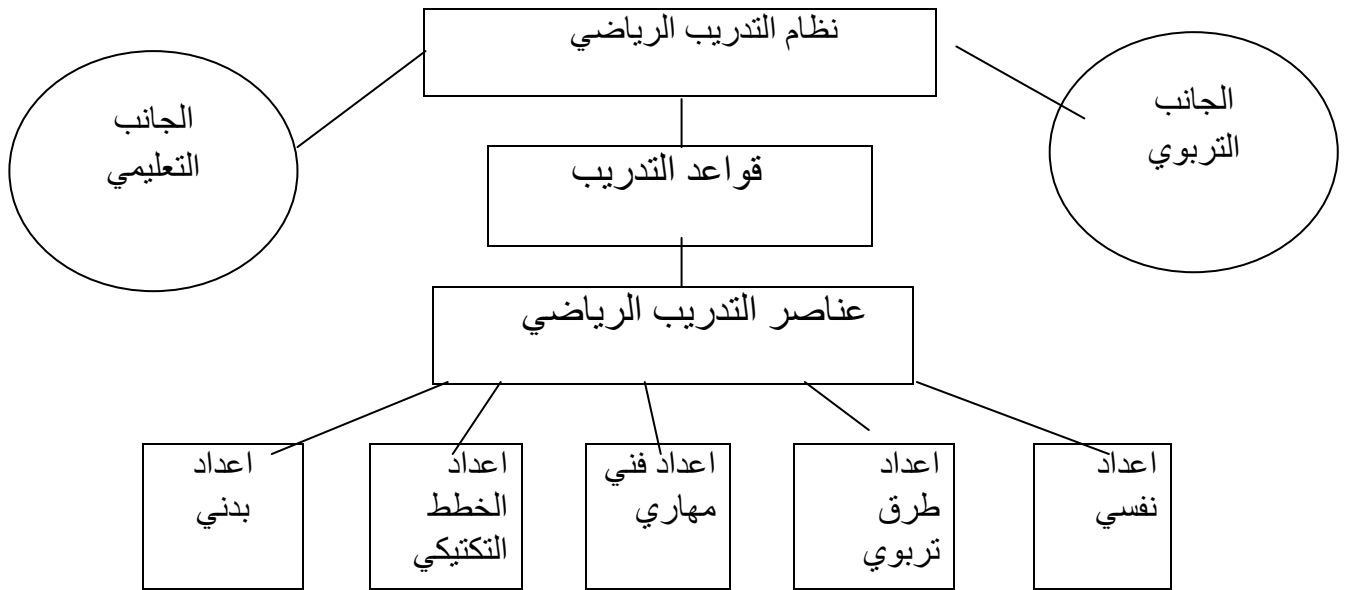 نظام التدريب الرياضي
الجانب
التربوي
الجانب
التعليمي
قواعد التدريب
عناصر التدريب الرياضي
اعداد
نفسي
اعداد
طرق
تربوي
اعداد فني
مهاري
اعداد
الخطط
التكتيكي
اعداد
بدني